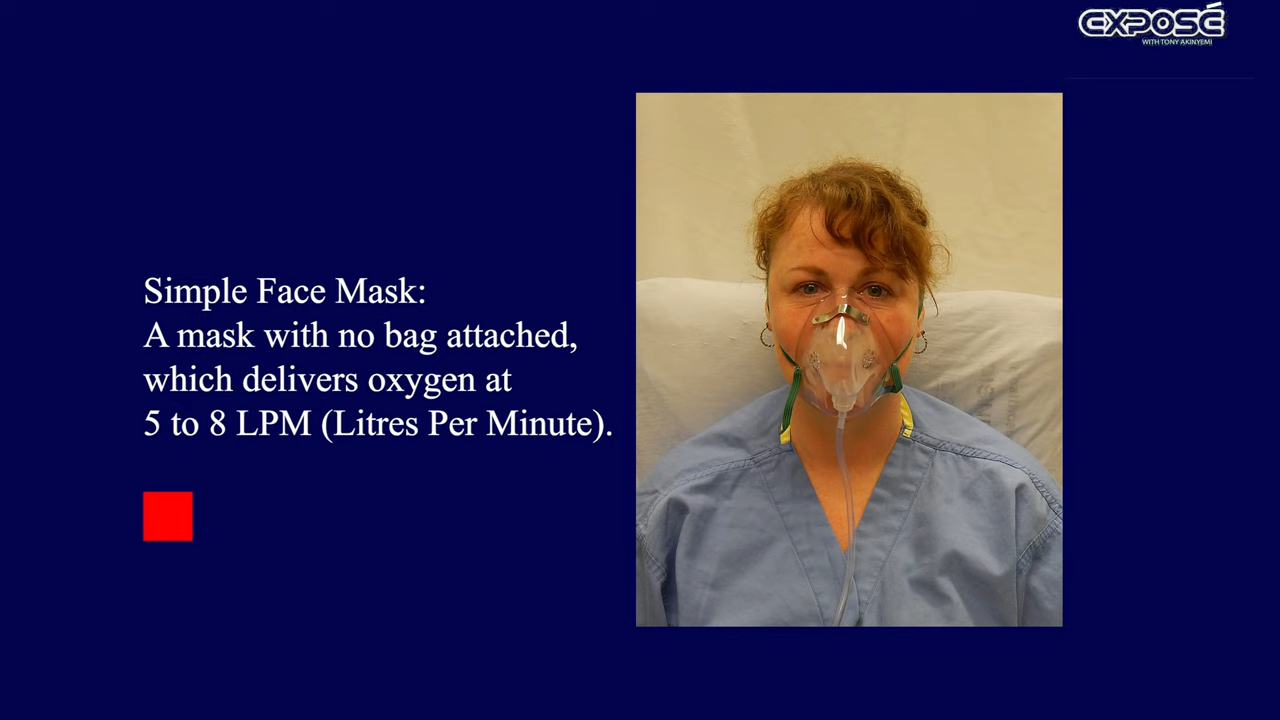 EXPOSÉ
WITH TONY AKINYEMI
Simple Face Mask:
A mask with no bag attached,
which delivers oxygen at
5 to 8 LPM (Litres Per Minute).